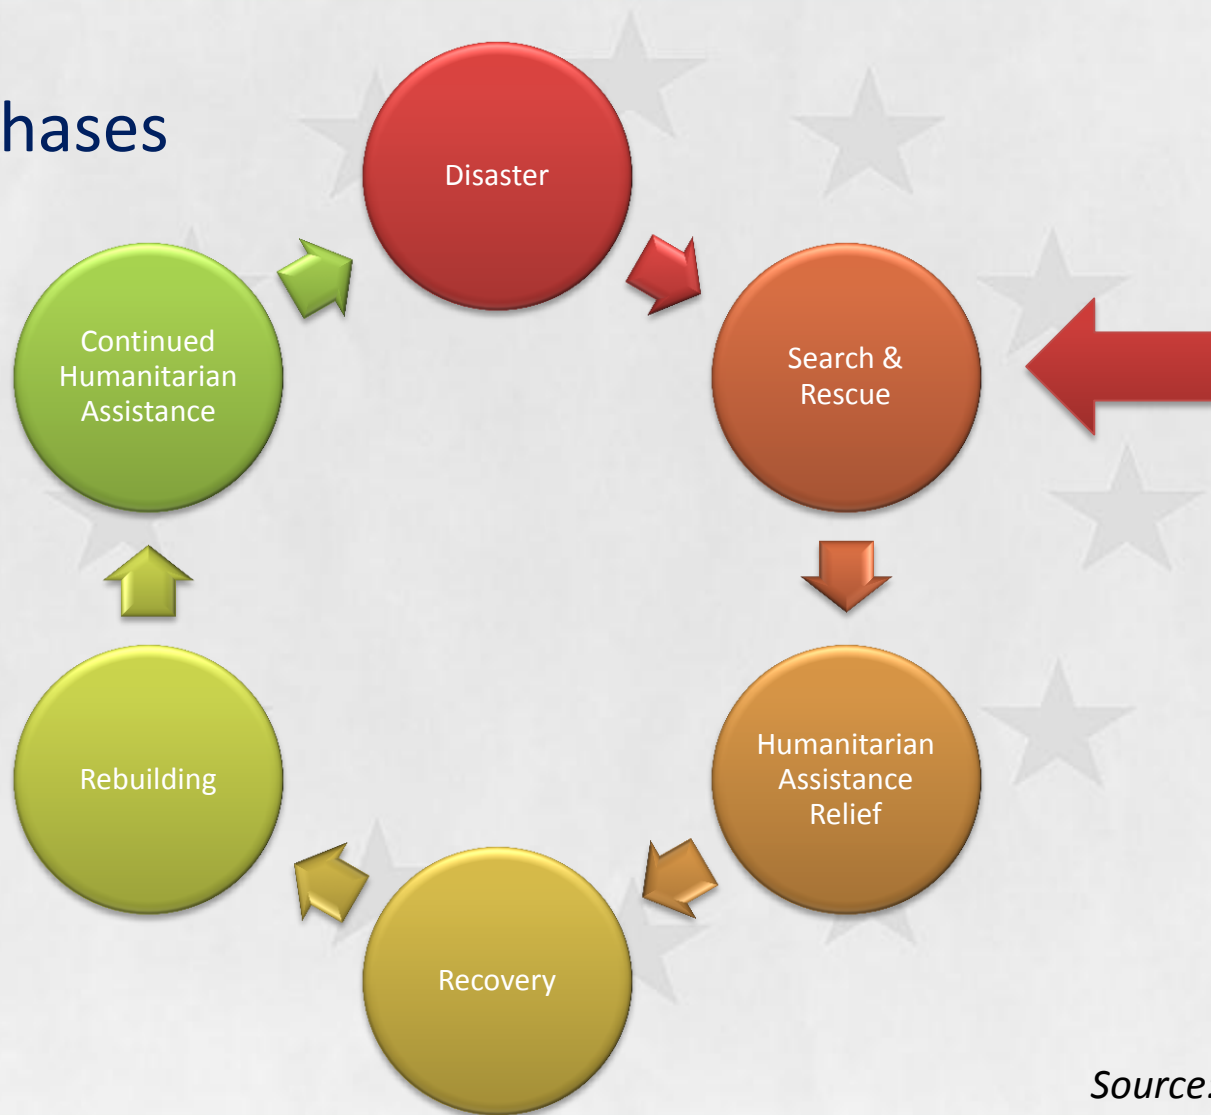 hases
Disaster
Search &
Rescue
Humanitarian
Assistance
Relief
Recovery
Rebuilding
Continued
Humanitarian
Assistance
Source: